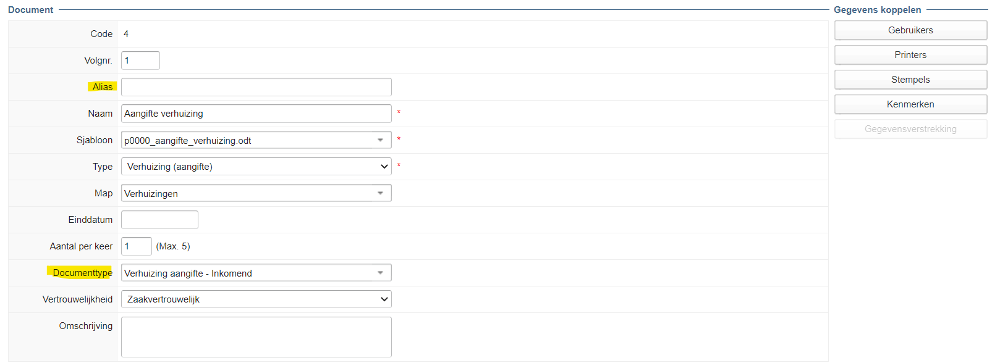 Document
Code 4
Volgnr. 1
Alias
Naam Aangifte verhuizing *
Sjabloon p0000_aangifte_verhuizing.odt *
Type Verhuizing (aangifte) *
Map Verhuizingen
Einddatum
Aantal per keer 1 (Max. 5)
Documenttype Verhuizing aangifte - Inkomend
Vertrouwelijkheid Zaakvertrouwelijk
Omschrijving
Gegevens koppelen
Gebruikers
Printers
Stempels
Kenmerken
Gegevensverstrekking